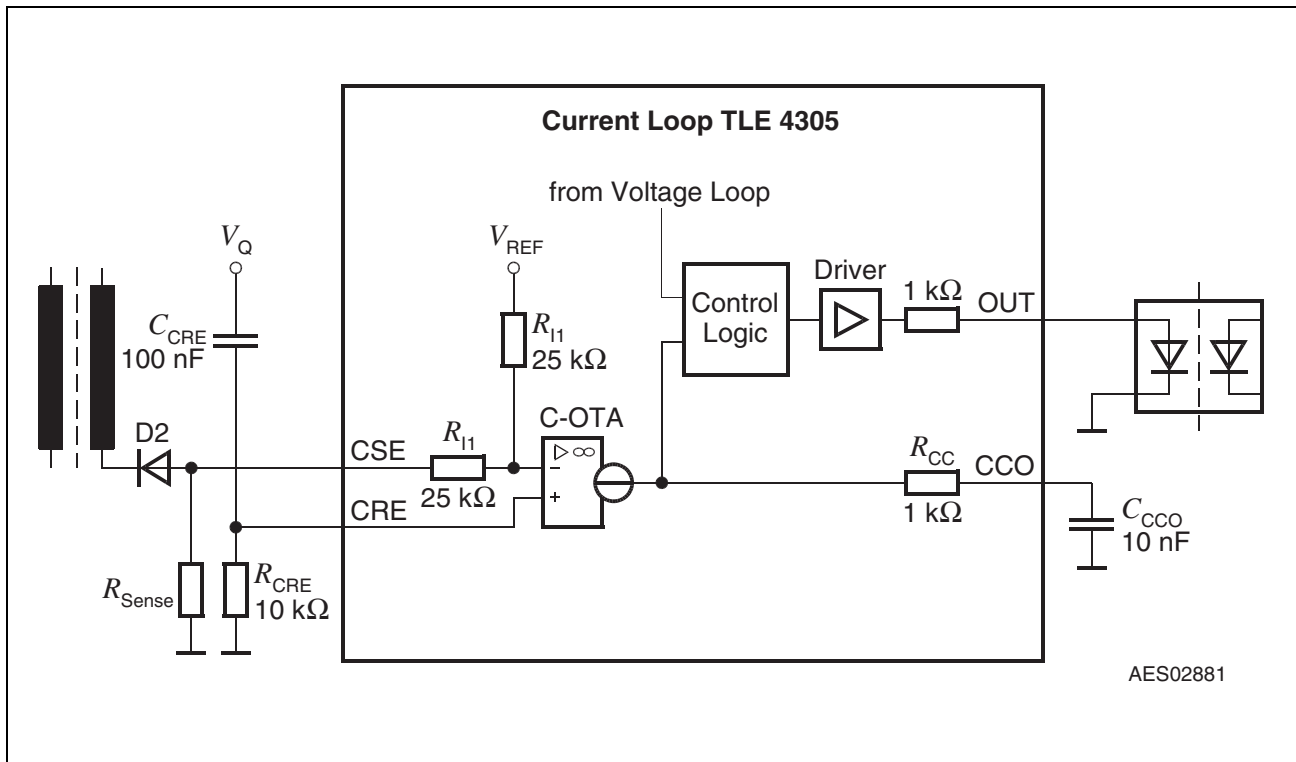 Current Loop TLE 4305
from Voltage Loop
V_Q
V_REF
Driver
1 kΩ
OUT
Control
Logic
C_CRE
100 nF
R_I1
25 kΩ
C-OTA
D2
CSE
R_I1
25 kΩ
▷ ∞
−
+
CRE
R_CC
1 kΩ
CCO
C_CCO
10 nF
R_Sense
R_CRE
10 kΩ
AES02881